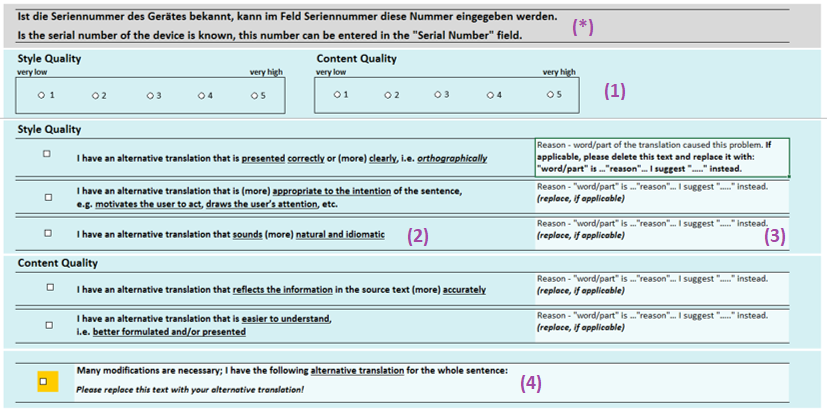 Ist die Seriennummer des Gerätes bekannt, kann im Feld Seriennummer diese Nummer eingegeben werden.
Is the serial number of the device is known, this number can be entered in the "Serial Number" field.
(*)
Style Quality
Content Quality
very low very high
very low very high
1 2 3 4 5
1 2 3 4 5
(1)
Style Quality
I have an alternative translation that is presented correctly or (more) clearly, i.e. orthographically
Reason - word/part of the translation caused this problem. If
applicable, please delete this text and replace it with:
"word/part" is ..."reason"... I suggest "....." instead.
I have an alternative translation that is (more) appropriate to the intention of the sentence,
e.g. motivates the user to act, draws the user's attention, etc.
Reason - "word/part" is ..."reason"... I suggest "....." instead.
(replace, if applicable)
I have an alternative translation that sounds (more) natural and idiomatic
(2)
Reason - "word/part" is ..."reason"... I suggest "....." instead.
(replace, if applicable)
(3)
Content Quality
I have an alternative translation that reflects the information in the source text (more) accurately
Reason - "word/part" is ..."reason"... I suggest "....." instead.
(replace, if applicable)
I have an alternative translation that is easier to understand,
i.e. better formulated and/or presented
Reason - "word/part" is ..."reason"... I suggest "....." instead.
(replace, if applicable)
Many modifications are necessary; I have the following alternative translation for the whole sentence:
Please replace this text with your alternative translation!
(4)